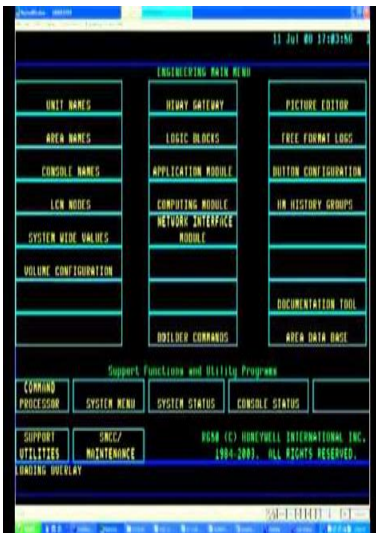 11 Jul 08 17:03:56 1
ENGINEERING MAIN MENU
UNIT NAMES
HIWAY GATEWAY
PICTURE EDITOR
AREA NAMES
LOGIC BLOCKS
FREE FORMAT LOGS
CONSOLE NAMES
APPLICATION MODULE
BUTTON CONFIGURATION
LCN NODES
COMPUTING MODULE
HM HISTORY GROUPS
SYSTEM WIDE VALUES
NETWORK INTERFACE
MODULE
VOLUME CONFIGURATION
DOCUMENTATION TOOL
BUILDER COMMANDS
AREA DATA BASE
Support Functions and Utility Programs
COMMAND
PROCESSOR
SYSTEM MENU
SYSTEM STATUS
CONSOLE STATUS
SUPPORT
UTILITIES
SMCC/
MAINTENANCE
(C) HONEYWELL INTERNATIONAL INC.
1984-2003. ALL RIGHTS RESERVED.
LOADING OVERLAY